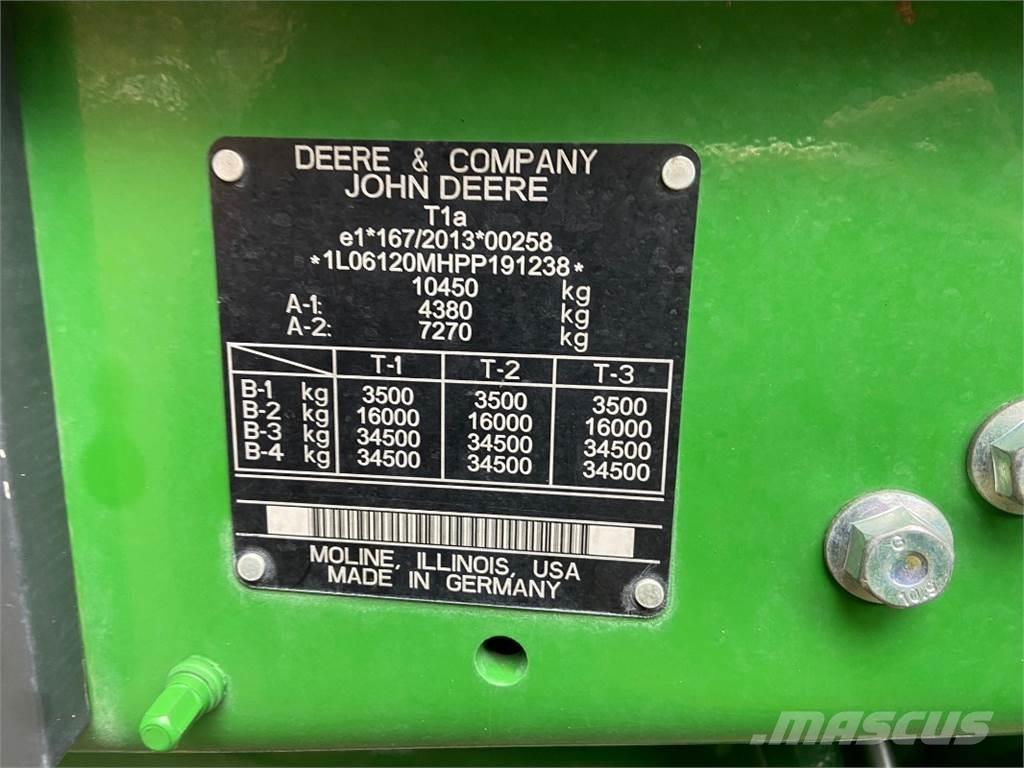 DEERE & COMPANY
JOHN DEERE
T1a
e1*167/2013*00258
*1L06120MHPP191238*
10450 kg
A-1: 4380 kg
A-2: 7270 kg
T-1 T-2 T-3
B-1 kg 3500 3500 3500
B-2 kg 16000 16000 16000
B-3 kg 34500 34500 34500
B-4 kg 34500 34500 34500
MOLINE, ILLINOIS, USA
MADE IN GERMANY
C
10.9
MASCUS